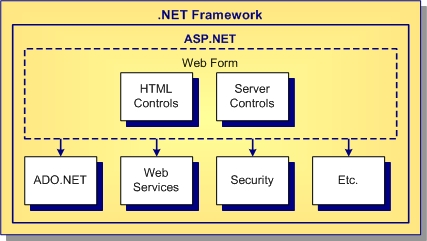 .NET Framework
ASP.NET
Web Form
HTML
Controls
Server
Controls
ADO.NET
Web
Services
Security
Etc.